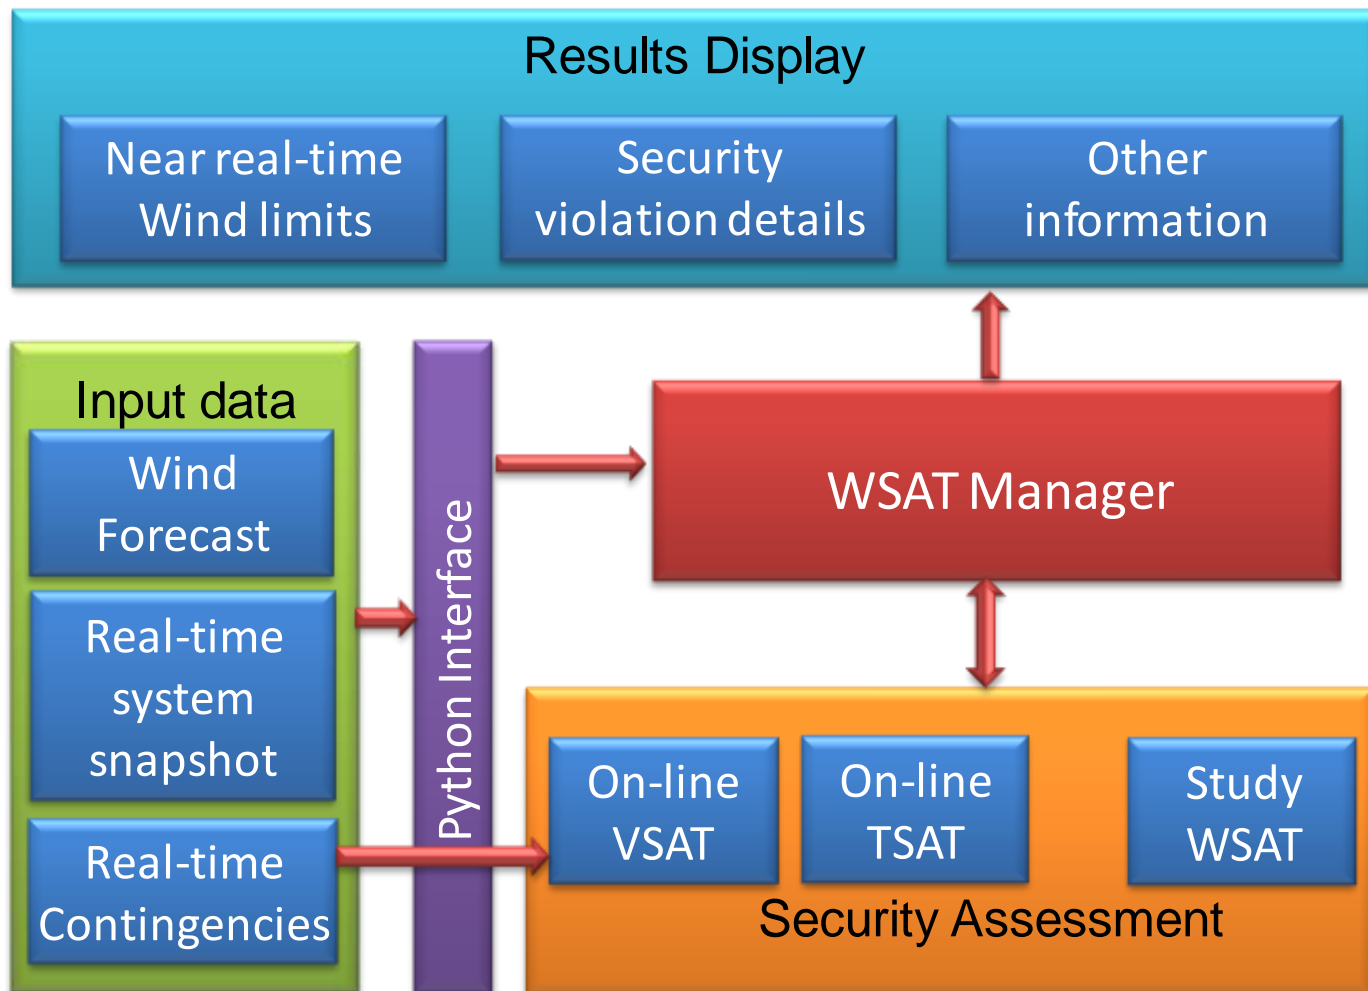 Results Display
Near real-time
Wind limits
Security
violation details
Other
information
Input data
Wind
Forecast
Real-time
system
snapshot
Real-time
Contingencies
Python Interface
WSAT Manager
On-line
VSAT
On-line
TSAT
Study
WSAT
Security Assessment